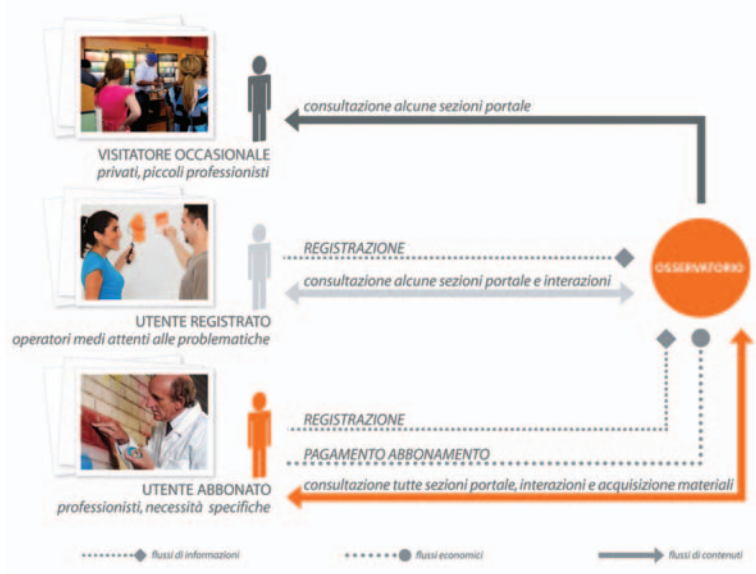 consultazione alcune sezioni portale
VISITATORE OCCASIONALE
privati, piccoli professionisti
REGISTRAZIONE
consultazione alcune sezioni portale e interazioni
OSSERVATORIO
UTENTE REGISTRATO
operatori medi attenti alle problematiche
REGISTRAZIONE
PAGAMENTO ABBONAMENTO
UTENTE ABBONATO
consultazione tutte sezioni portale, interazioni e acquisizione materiali
professionisti, necessità specifiche
flussi di informazioni
flussi economici
flussi di contenuti